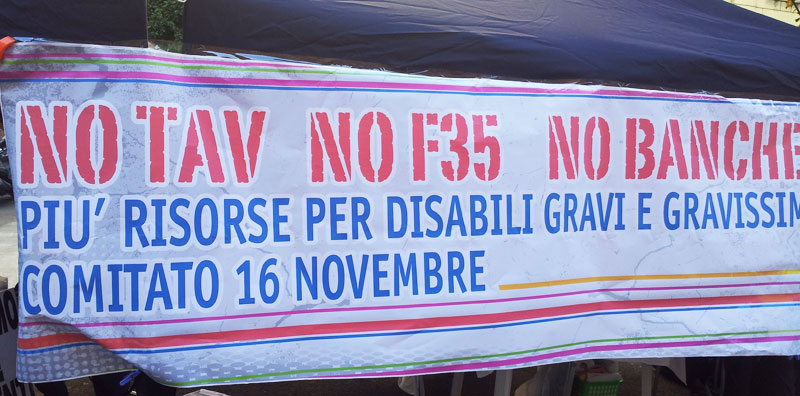 NO TAV NO F35 NO BANCHE
PIU' RISORSE PER DISABILI GRAVI E GRAVISSIM
COMITATO 16 NOVEMBRE